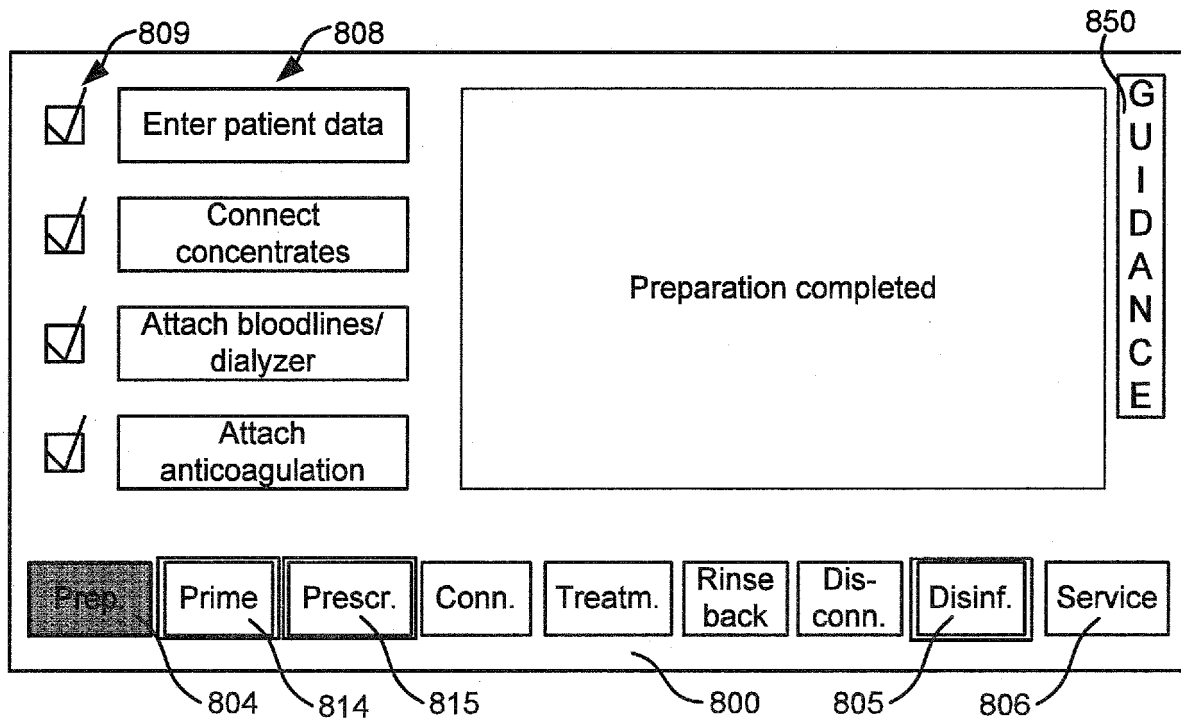 809
808
850
Enter patient data
Connect
concentrates
Attach bloodlines/
dialyzer
Attach
anticoagulation
Preparation completed
GUIDANCE
Prep.
Prime
Prescr.
Conn.
Treatm.
Rinse
back
Dis-
conn.
Disinf.
Service
804
814
815
800
805
806